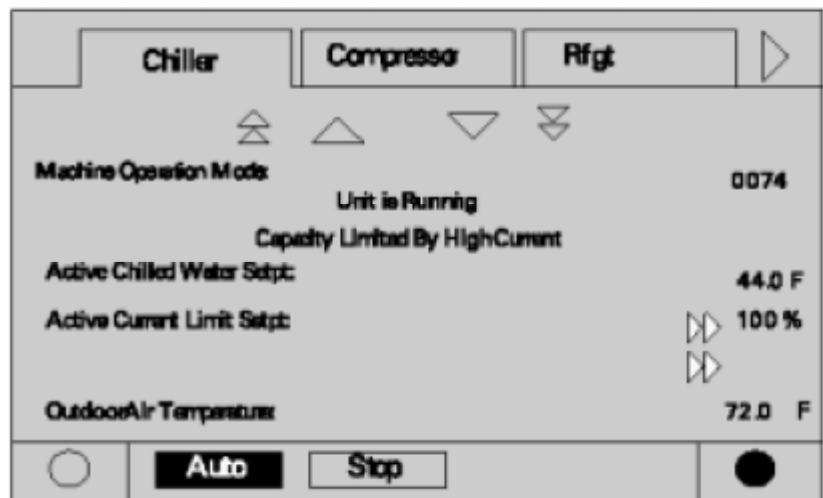 Chiller Compressor Rfgt
Machine Operation Mode: 0074
Unit is Running
Capacity Limited By High Current
Active Chilled Water Setpt: 44.0 F
Active Current Limit Setpt: 100 %
Outdoor Air Temperature: 72.0 F
Auto Stop